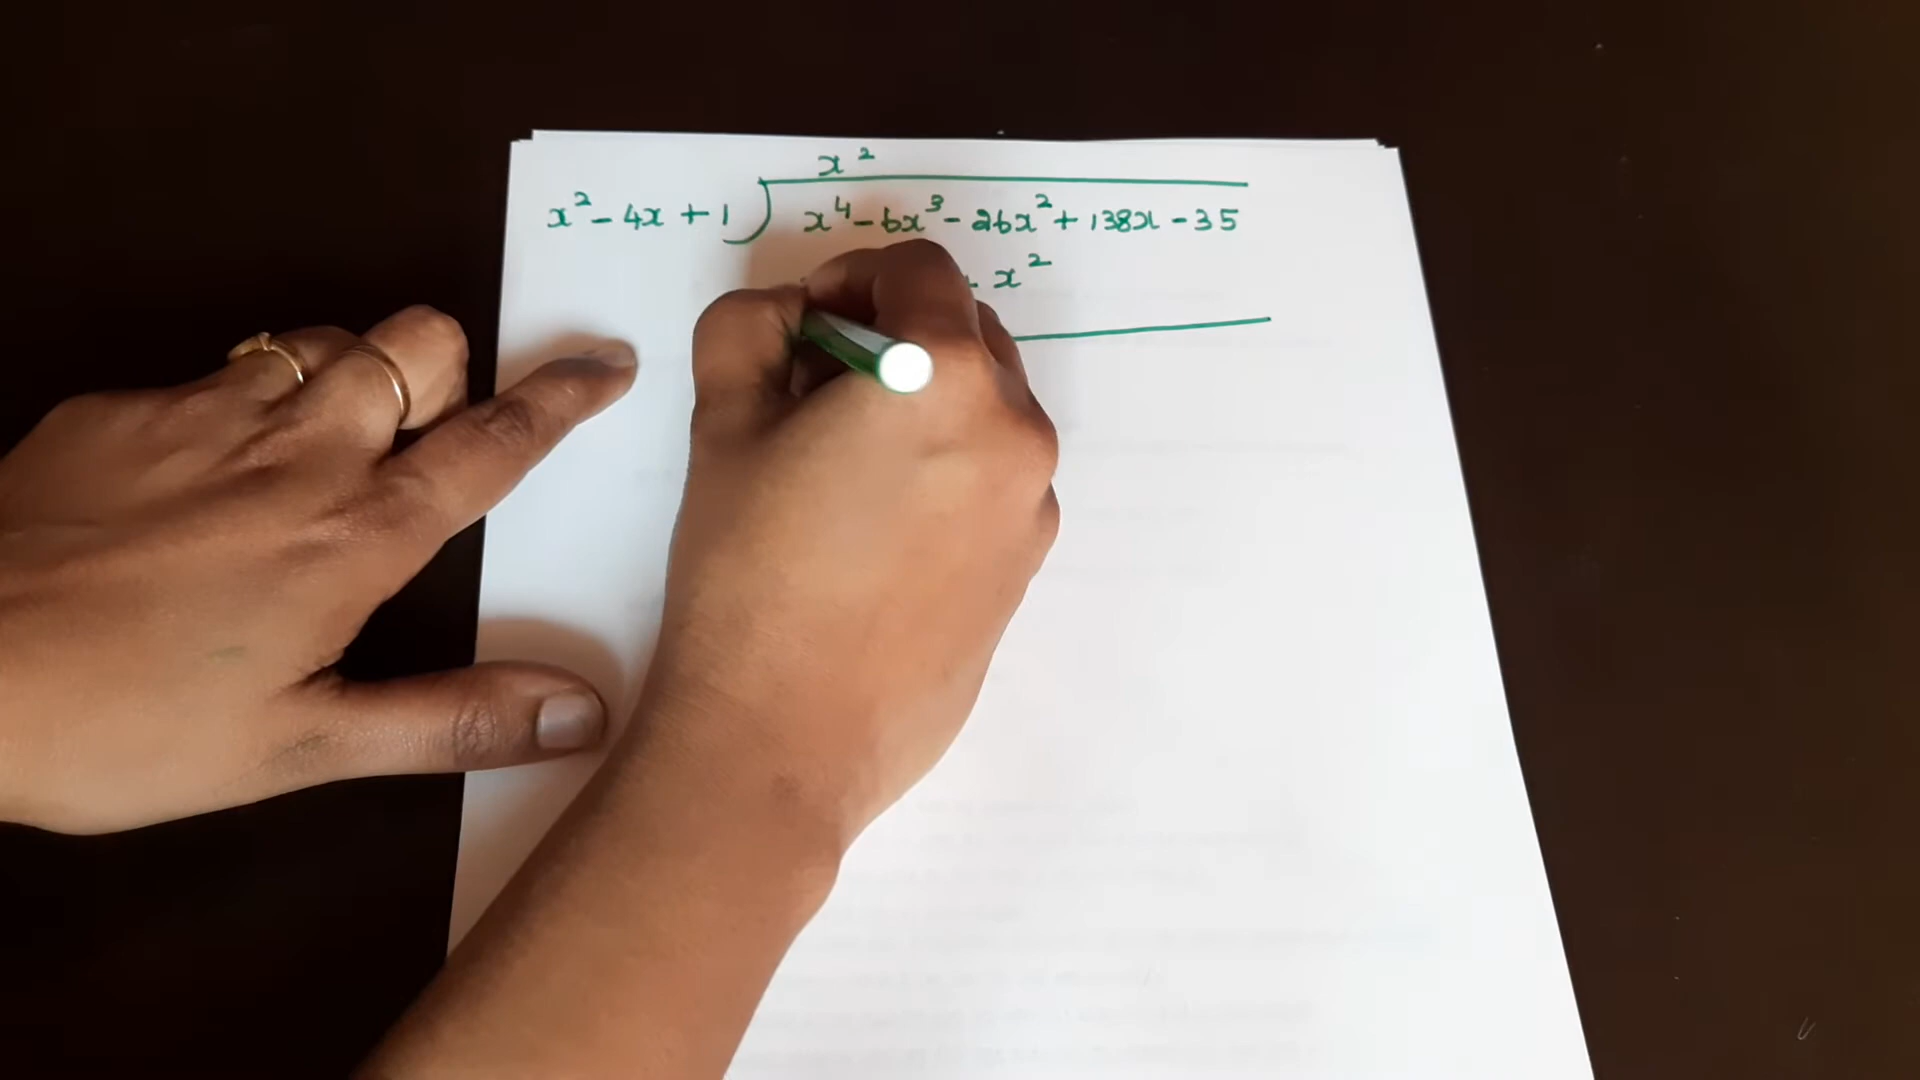 x²
x² - 4x + 1 ) x⁴ - 6x³ - 26x² + 138x - 35
+ x²